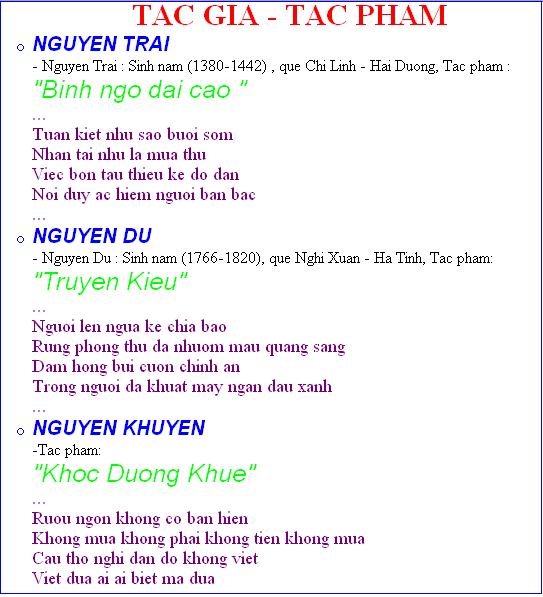 TAC GIA - TAC PHAM
NGUYEN TRAI
- Nguyen Trai : Sinh nam (1380-1442) , que Chi Linh - Hai Duong, Tac pham :
"Binh ngo dai cao "
...
Tuan kiet nhu sao buoi som
Nhan tai nhu la mua thu
Viec bon tau thieu ke do dan
Noi duy ac hiem nguoi ban bac
...
NGUYEN DU
- Nguyen Du : Sinh nam (1766-1820), que Nghi Xuan - Ha Tinh, Tac pham:
"Truyen Kieu"
...
Nguoi len ngua ke chia bao
Rung phong thu da nhuom mau quang sang
Dam hong bui cuon chinh an
Trong nguoi da khuat may ngan dau xanh
...
NGUYEN KHUYEN
-Tac pham:
"Khoc Duong Khue"
...
Ruou ngon khong co ban hien
Khong mua khong phai khong tien khong mua
Cau tho nghi dan do khong viet
Viet dua ai ai biet ma dua